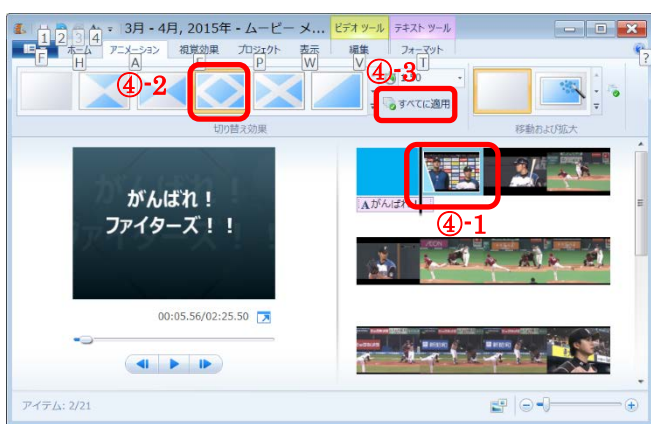 3月 - 4月, 2015年 - ムービー メ...
ビデオ ツール
テキスト ツール
1 2 3 4
ホーム アニメーション 視覚効果 プロジェクト 表示 編集 フォーマット
F H A P W V T ?
④-2
④-3
すべてに適用
切り替え効果
移動および拡大
がんばれ！
ファイターズ！！
A がんば
④-1
00:05.56/02:25.50
アイテム: 2/21